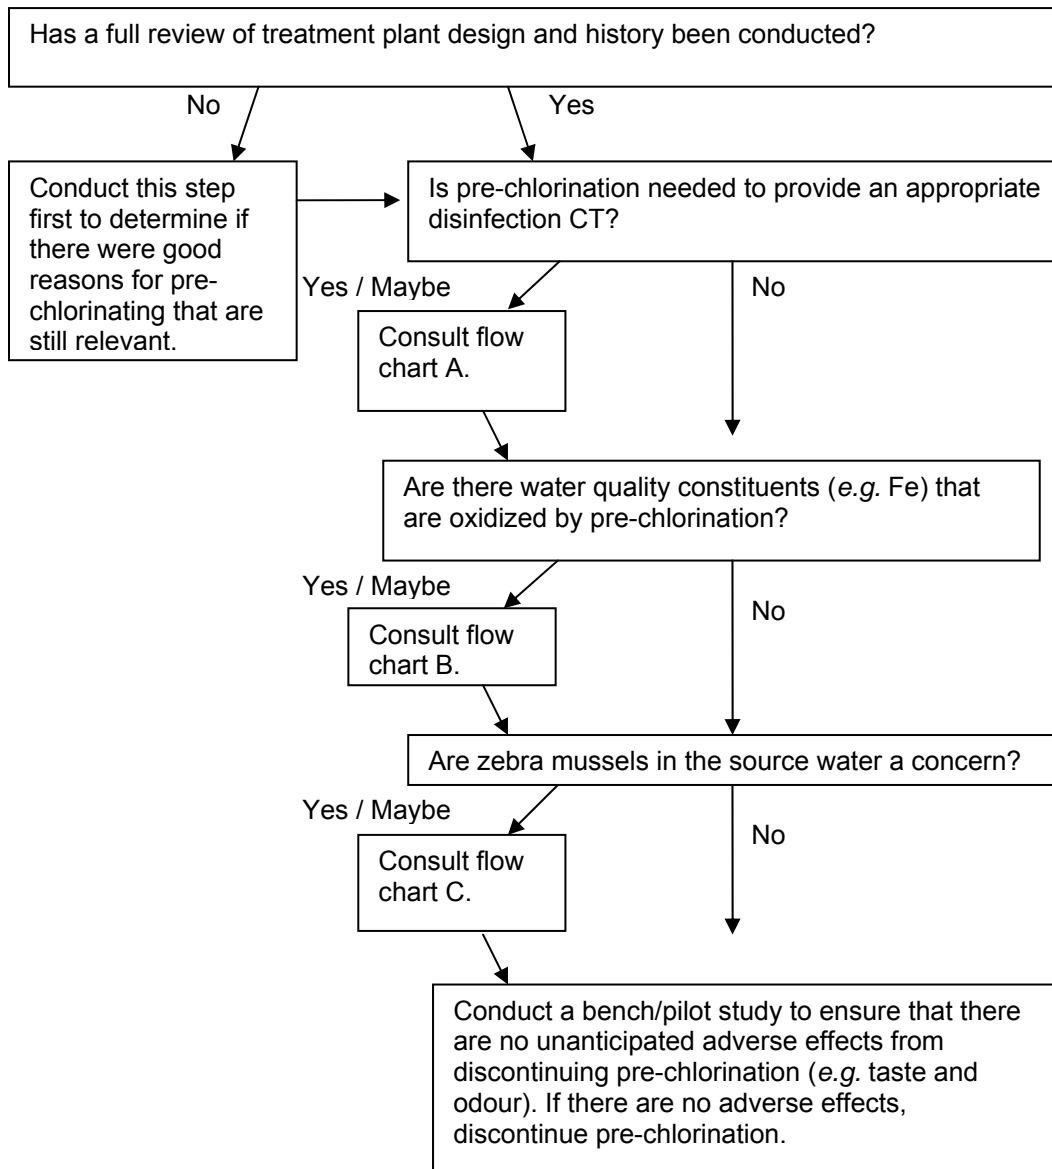 Has a full review of treatment plant design and history been conducted?
No
Yes
Conduct this step
first to determine if
there were good
reasons for pre-
chlorinating that are
still relevant.
Is pre-chlorination needed to provide an appropriate
disinfection CT?
Yes / Maybe
No
Consult flow
chart A.
Are there water quality constituents (e.g. Fe) that
are oxidized by pre-chlorination?
Yes / Maybe
No
Consult flow
chart B.
Are zebra mussels in the source water a concern?
Yes / Maybe
No
Consult flow
chart C.
Conduct a bench/pilot study to ensure that there
are no unanticipated adverse effects from
discontinuing pre-chlorination (e.g. taste and
odour). If there are no adverse effects,
discontinue pre-chlorination.